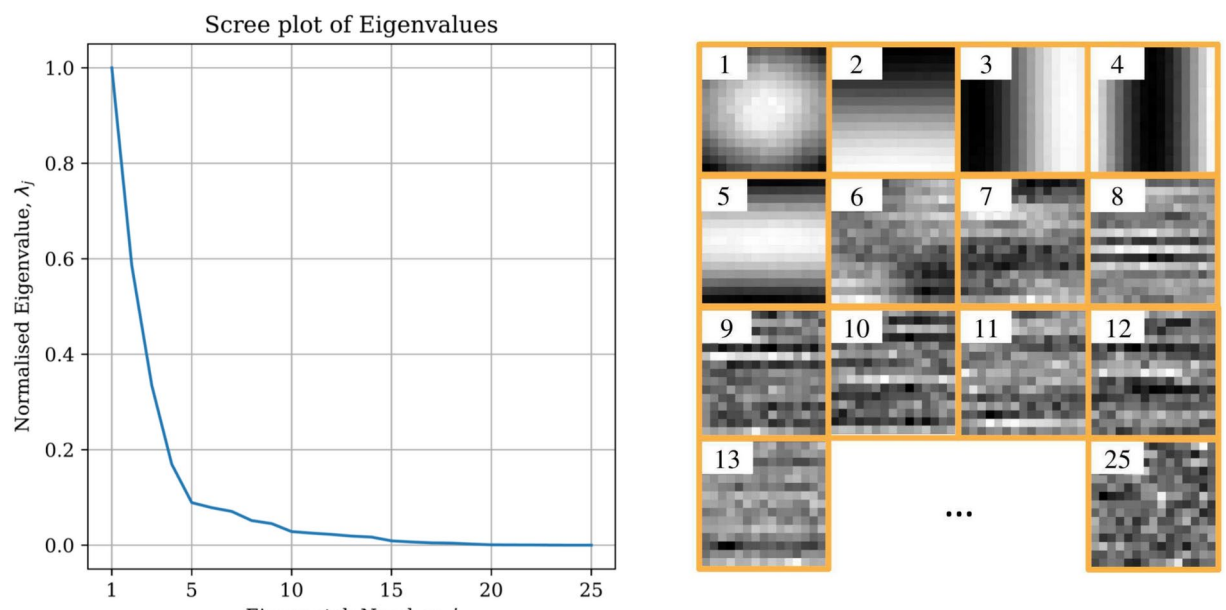 Scree plot of Eigenvalues
Normalised Eigenvalue, λj
1.0
0.8
0.6
0.4
0.2
0.0
1 5 10 15 20 25
1 2 3 4
5 6 7 8
9 10 11 12
13 ... 25